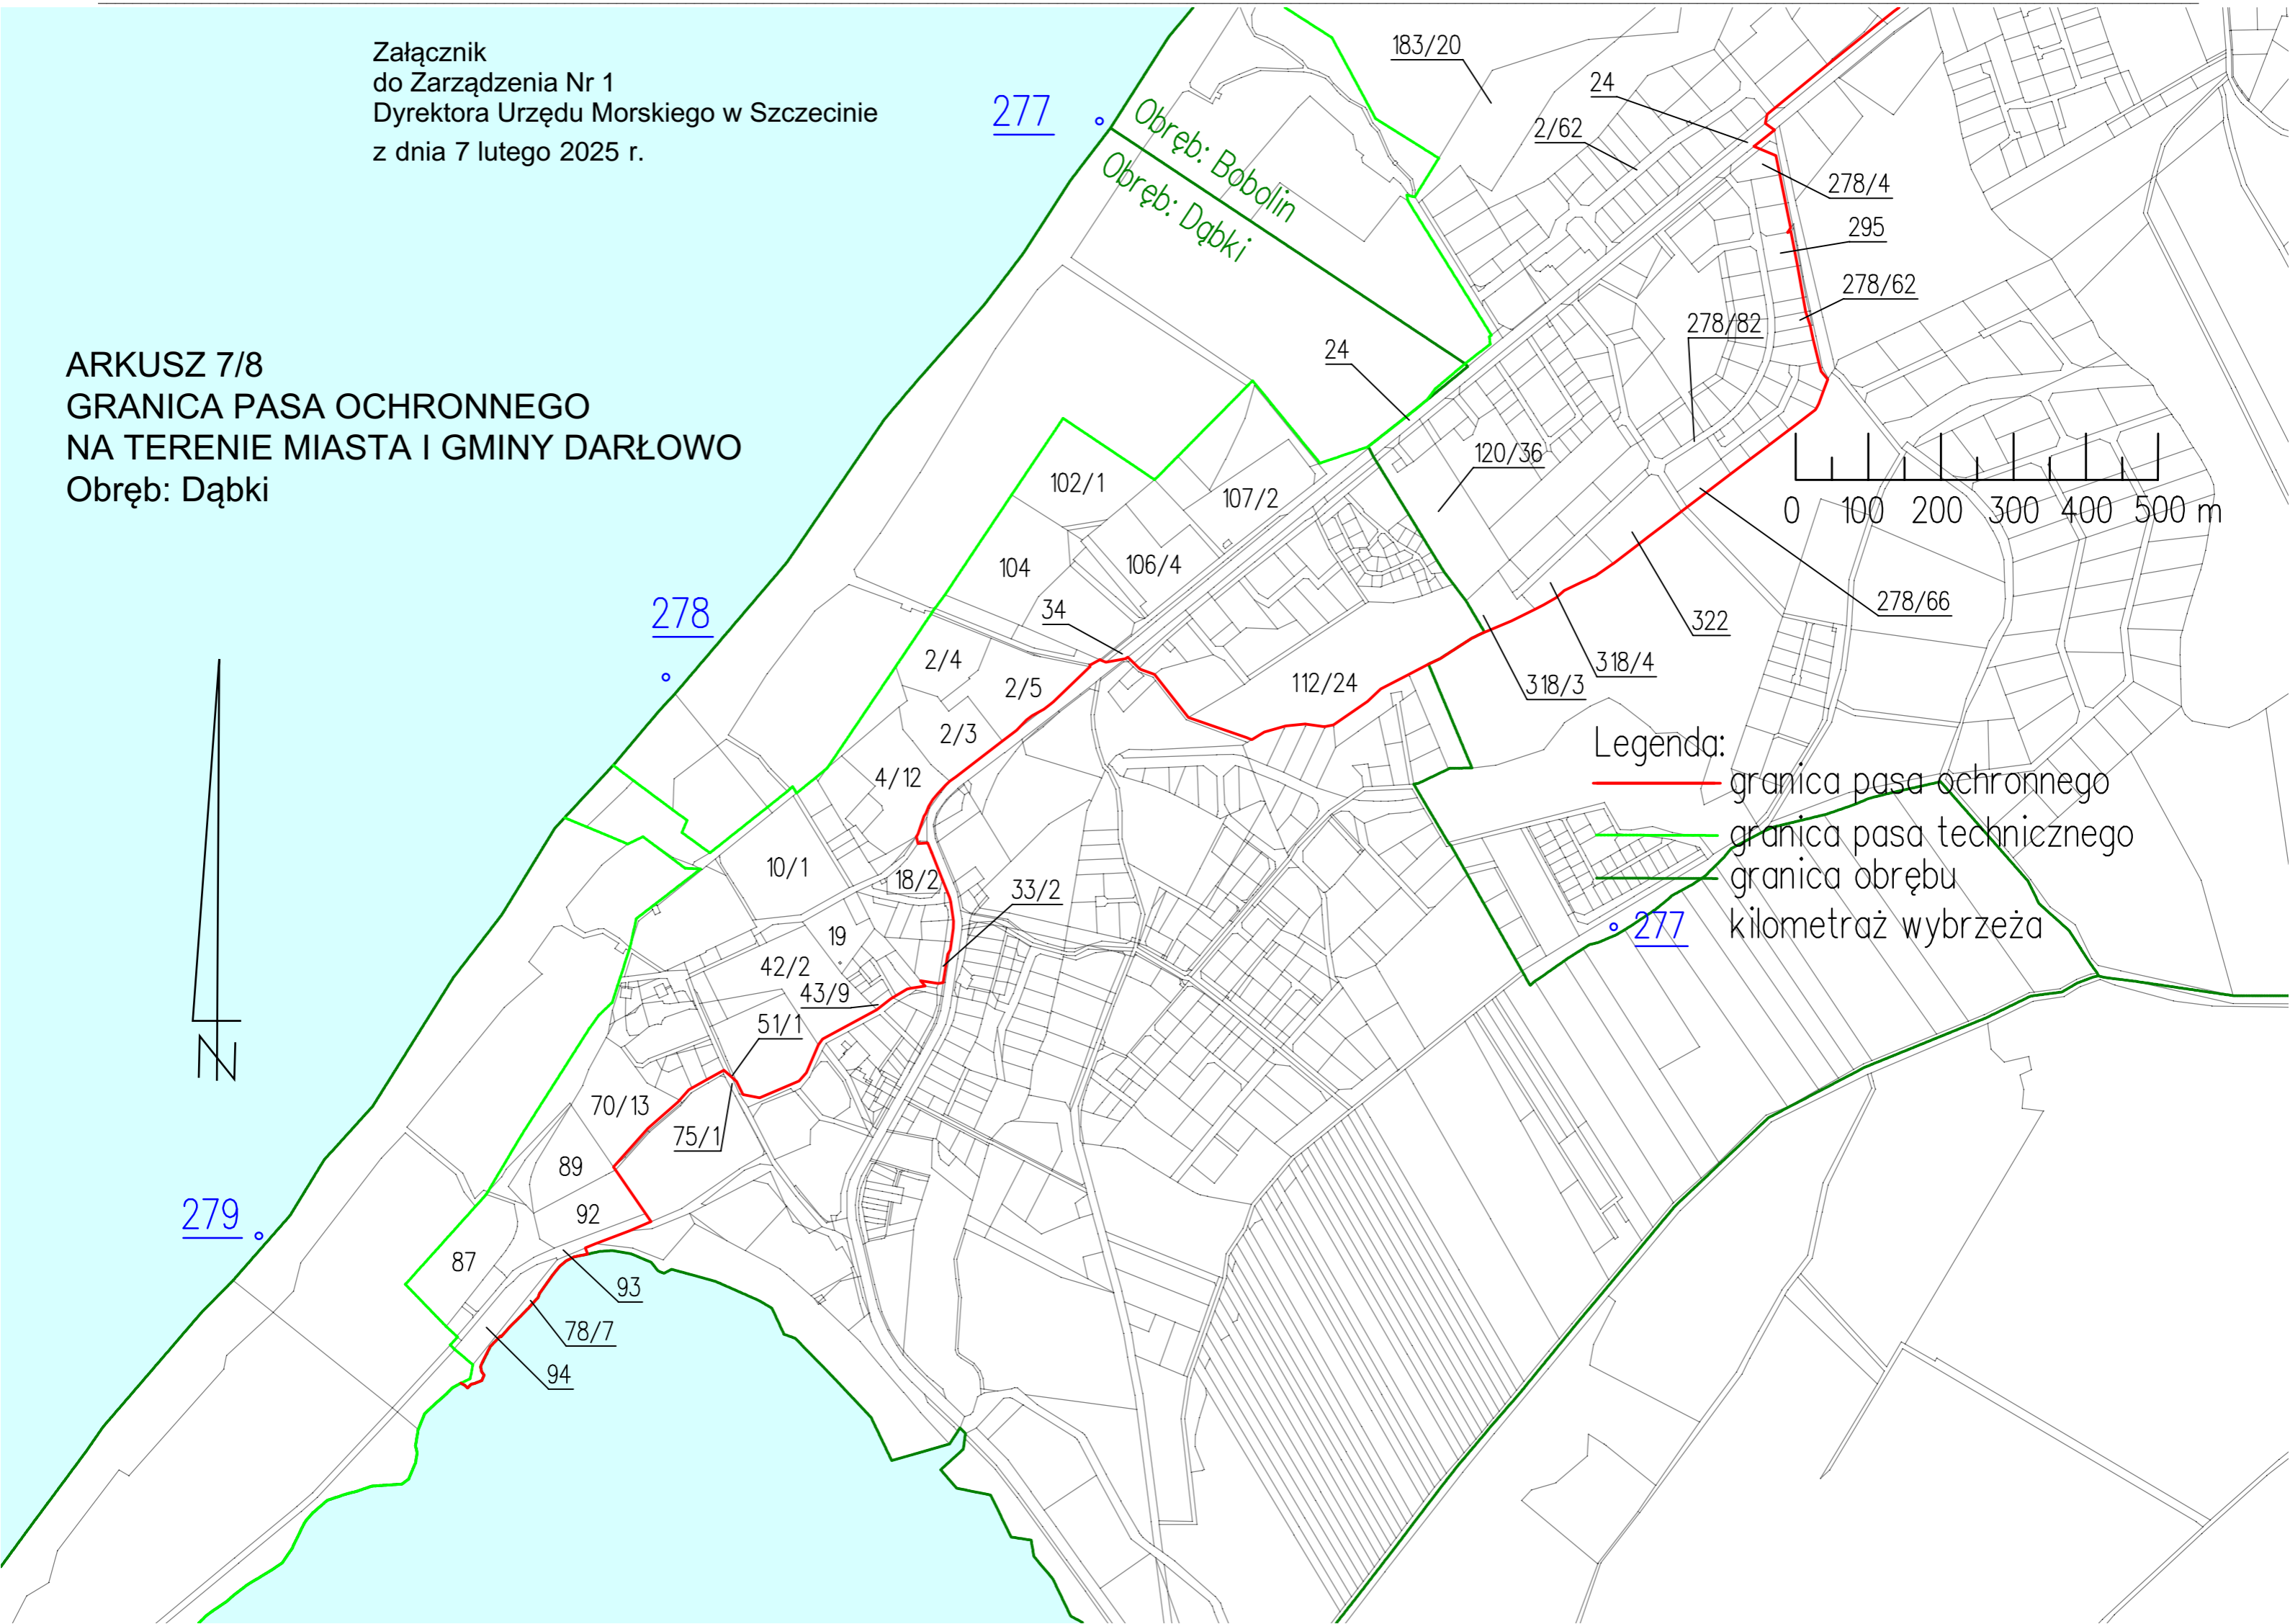 Załącznik
do Zarządzenia Nr 1
Dyrektora Urzędu Morskiego w Szczecinie
z dnia 7 lutego 2025 r.
ARKUSZ 7/8
GRANICA PASA OCHRONNEGO
NA TERENIE MIASTA I GMINY DARŁOWO
Obręb: Dąbki
277
Obręb: Bobolin
Obręb: Dąbki
183/20
24
2/62
278/4
295
278/62
278/82
24
120/36
102/1
107/2
104
106/4
0 100 200 300 400 500 m
278/66
322
318/4
318/3
278
34
2/4
2/5
112/24
2/3
4/12
10/1
18/2
33/2
19
42/2
43/9
51/1
70/13
75/1
89
92
87
93
78/7
94
279
N
Legenda:
granica pasa ochronnego
granica pasa technicznego
granica obrębu
277 kilometraż wybrzeża